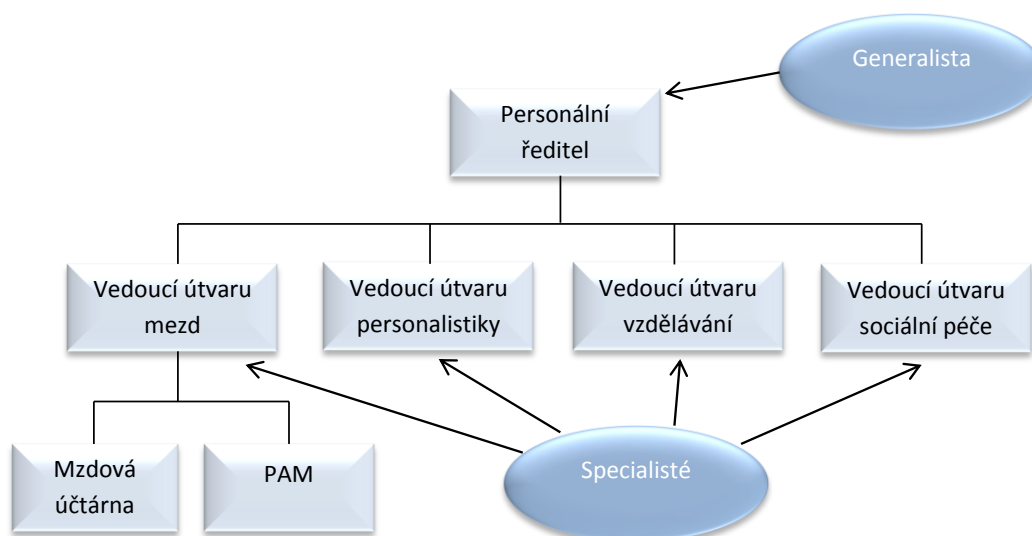 Generalista
Personální
ředitel
Vedoucí útvaru
mezd
Vedoucí útvaru
personalistiky
Vedoucí útvaru
vzdělávání
Vedoucí útvaru
sociální péče
Mzdová
účtárna
PAM
Specialisté